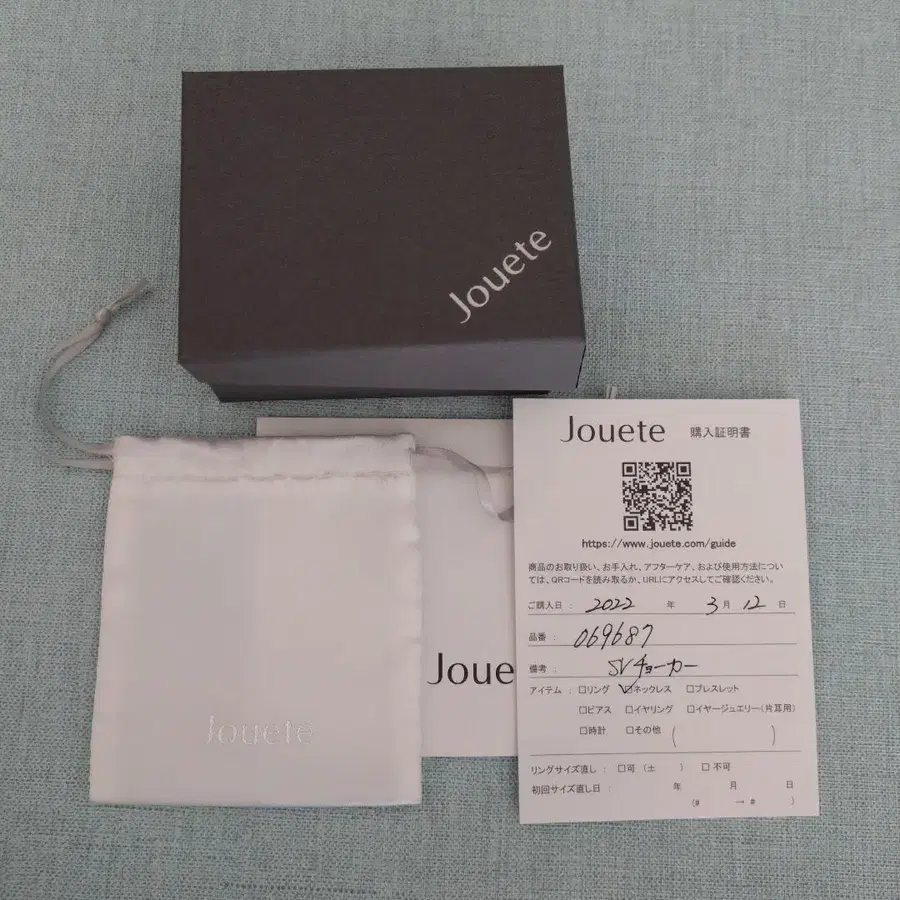 Jouete
Jouete
Joue
Jouete 購入証明書
https://www.jouete.com/guide
商品のお取り扱い、お手入れ、アフターケア、および使用方法につい
ては、QRコードを読み取るか、URLにアクセスしてご確認ください。
ご購入日 : 2022 年 3月 12 日
品番 : 069687
備考 : SVチョーカー
アイテム : □リング ☑ネックレス □ブレスレット
□ピアス □イヤリング □イヤージュエリー(片耳用)
□時計 □その他 ( )
リングサイズ直し : □可 (± ) □ 不可
初回サイズ直し日 : 年 月 日
(# → # )